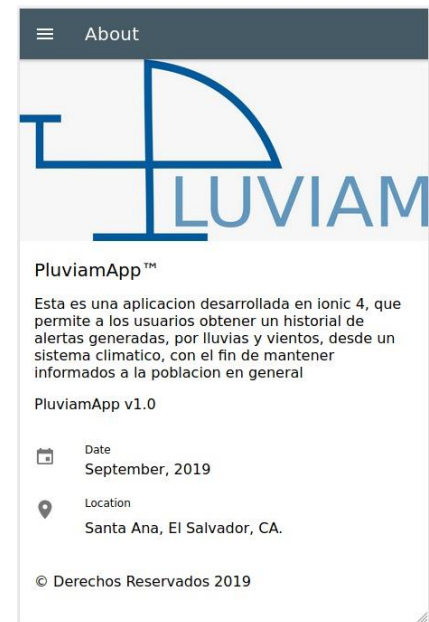 About
LUVIAM
PluviamApp™
Esta es una aplicacion desarrollada en ionic 4, que
permite a los usuarios obtener un historial de
alertas generadas, por lluvias y vientos, desde un
sistema climatico, con el fin de mantener
informados a la poblacion en general
PluviamApp v1.0
Date
September, 2019
Location
Santa Ana, El Salvador, CA.
© Derechos Reservados 2019